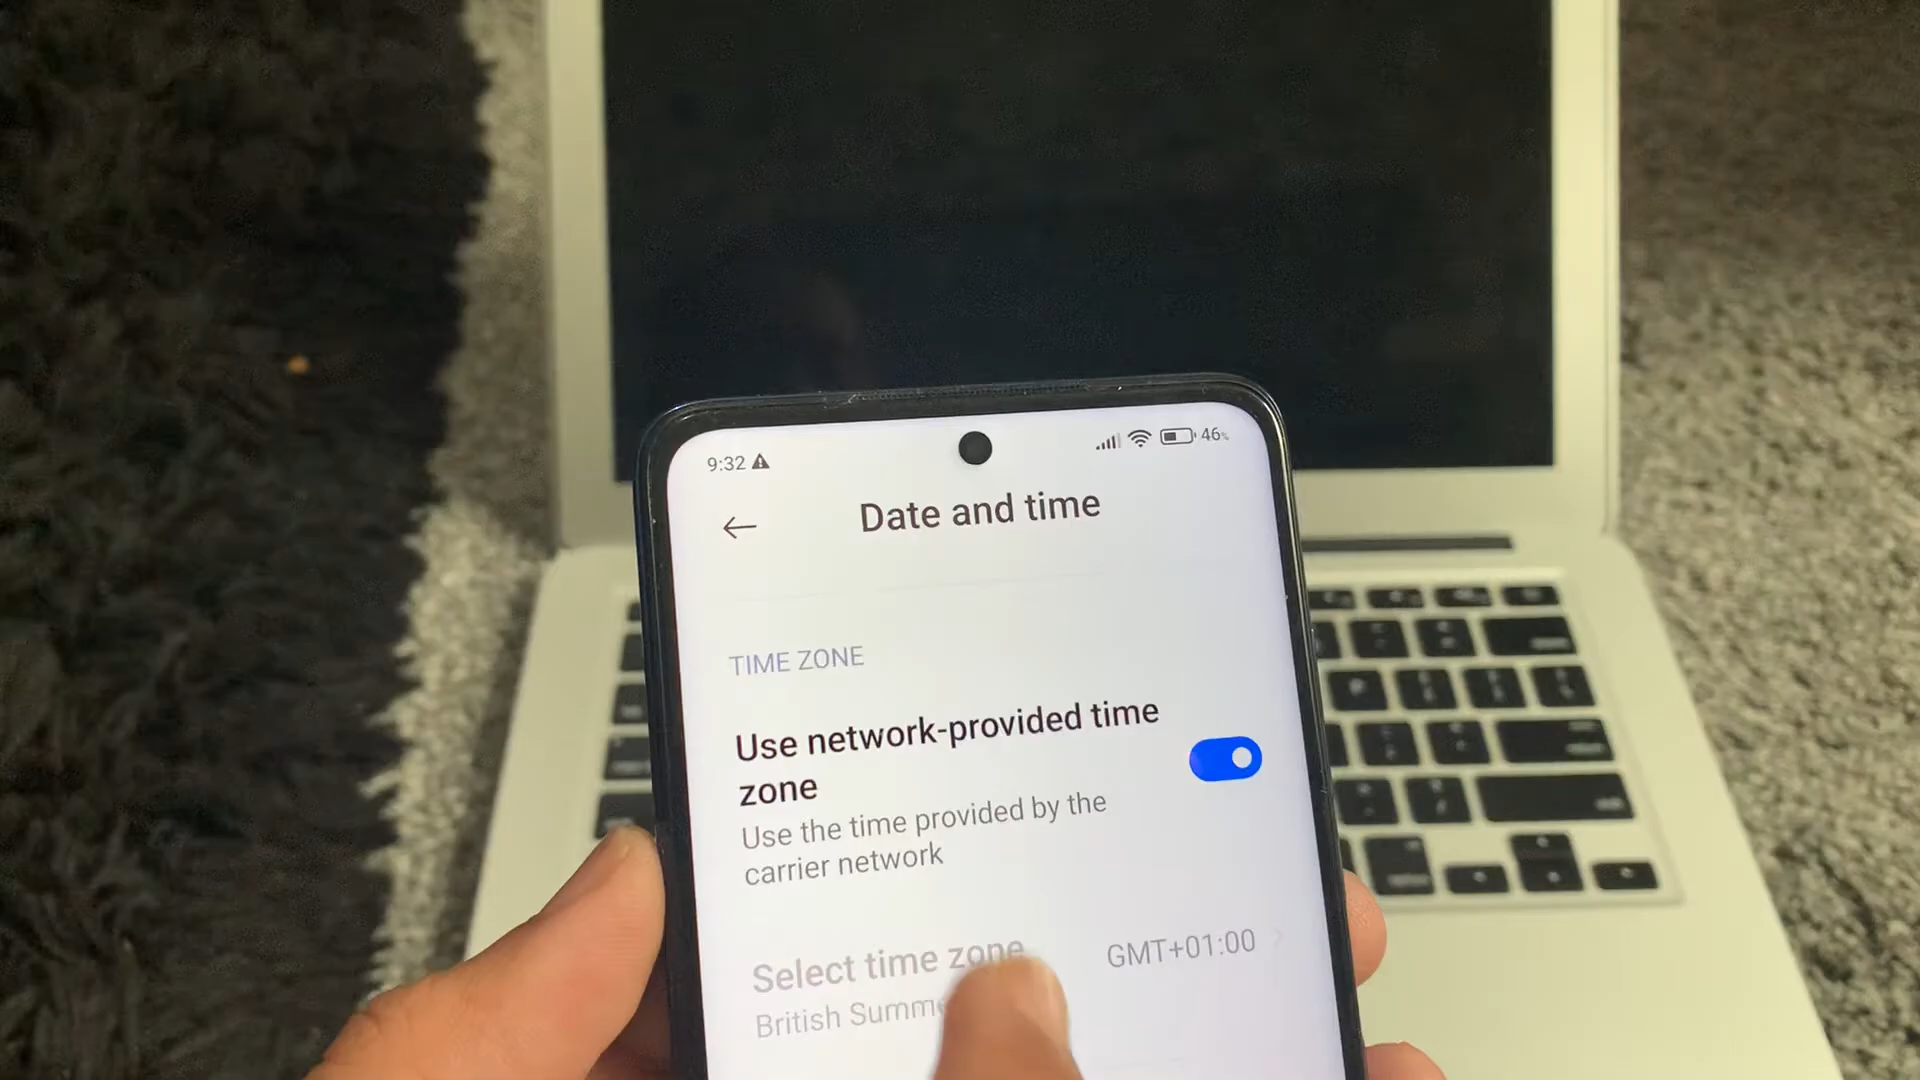 9:32
46%
Date and time
TIME ZONE
Use network-provided time
zone
Use the time provided by the
carrier network
Select time zone
GMT+01:00
British